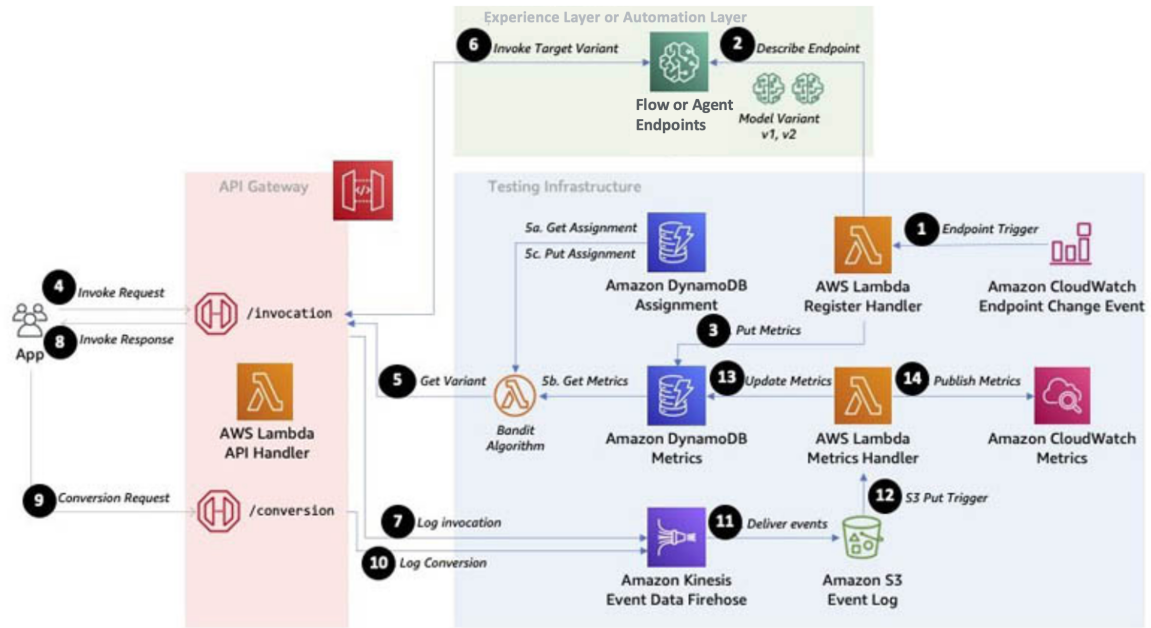 Experience Layer or Automation Layer
6
Invoke Target Variant
2
Describe Endpoint
Flow or Agent
Endpoints
Model Variant
v1, v2
API Gateway
Testing Infrastructure
5a. Get Assignment
5c. Put Assignment
1
Endpoint Trigger
Amazon DynamoDB
Assignment
AWS Lambda
Register Handler
Amazon CloudWatch
Endpoint Change Event
4
Invoke Request
/invocation
App
8
Invoke Response
3
Put Metrics
5
Get Variant
5b. Get Metrics
13
Update Metrics
14
Publish Metrics
Bandit
Algorithm
AWS Lambda
API Handler
Amazon DynamoDB
Metrics
AWS Lambda
Metrics Handler
Amazon CloudWatch
Metrics
9
Conversion Request
/conversion
7
Log invocation
10
Log Conversion
11
Deliver events
12
S3 Put Trigger
Amazon Kinesis
Event Data Firehose
Amazon S3
Event Log